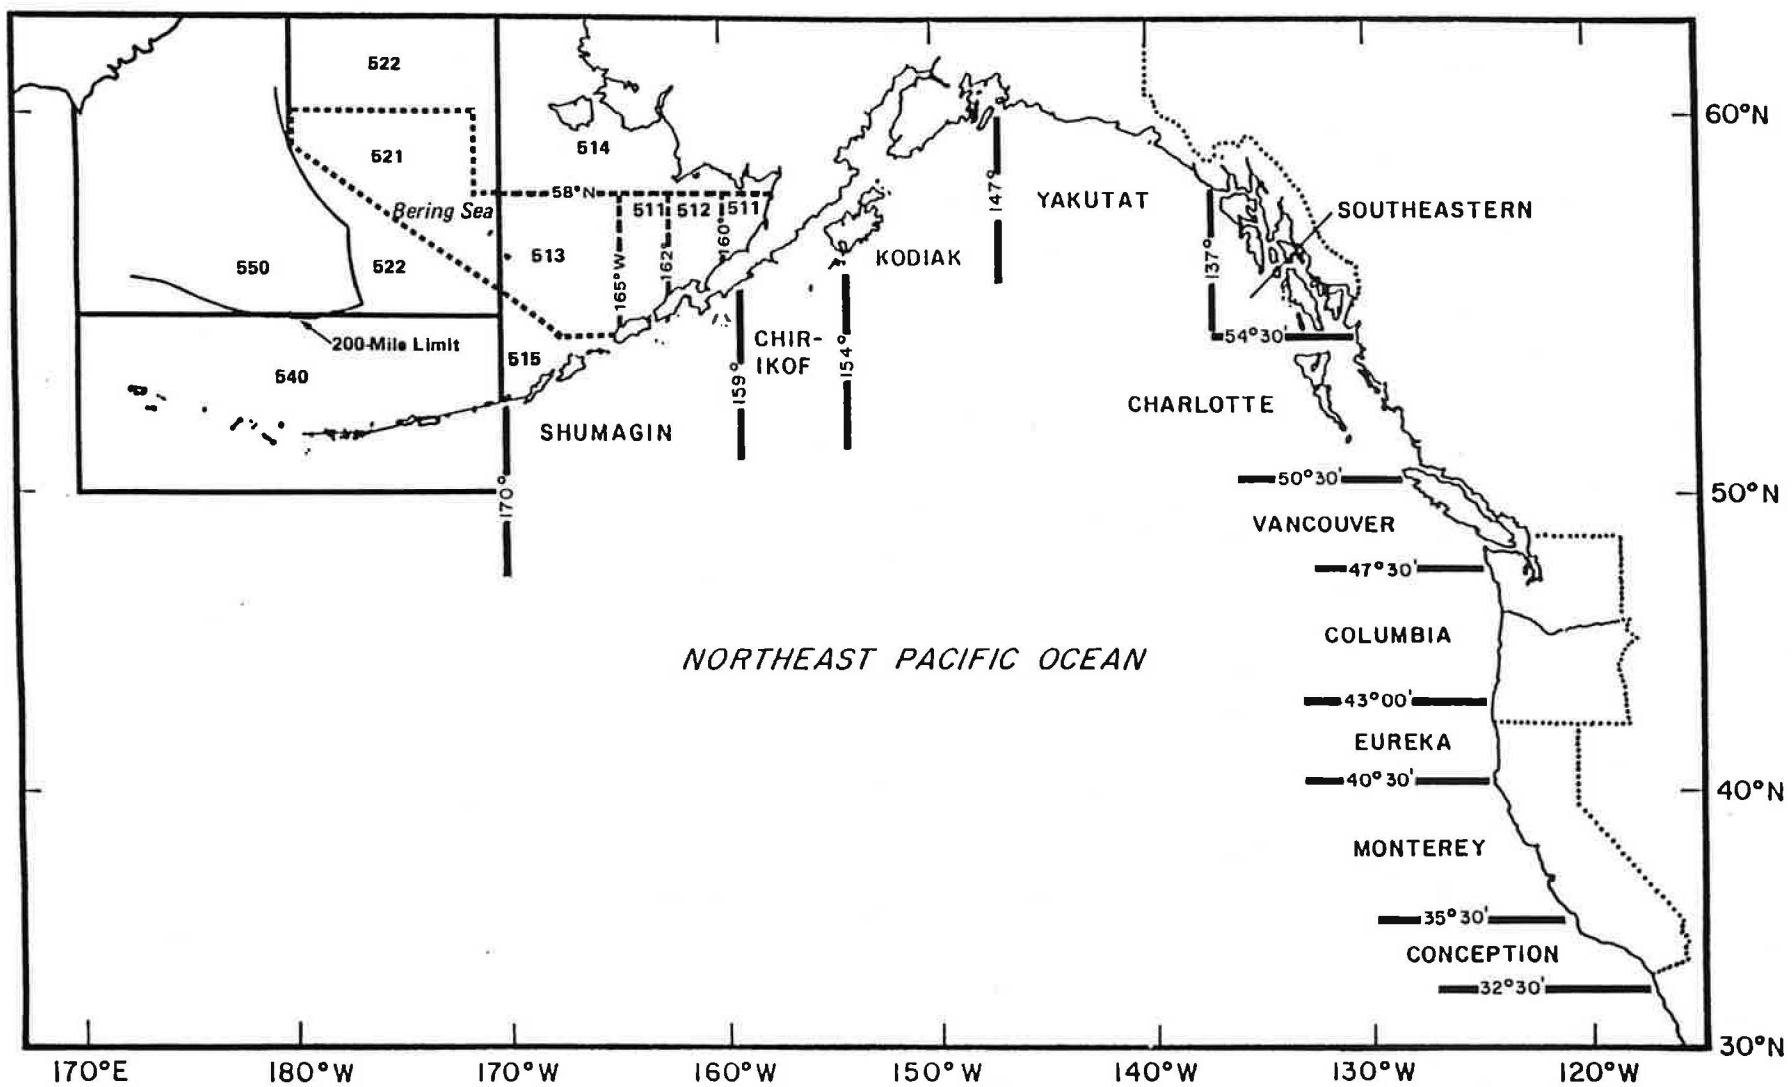 522
60°N
521
514
58°N
511
512
511
147°
YAKUTAT
SOUTHEASTERN
Bering Sea
160°
137°
550
522
513
165°W
162°
KODIAK
200-Mile Limit
54°30'
CHIR-
IKOF
515
540
159°
154°
CHARLOTTE
SHUMAGIN
170°
50°30'
50°N
VANCOUVER
47°30'
COLUMBIA
NORTHEAST PACIFIC OCEAN
43°00'
EUREKA
40°30'
40°N
MONTEREY
35°30'
CONCEPTION
32°30'
30°N
170°E
180°W
170°W
160°W
150°W
140°W
130°W
120°W